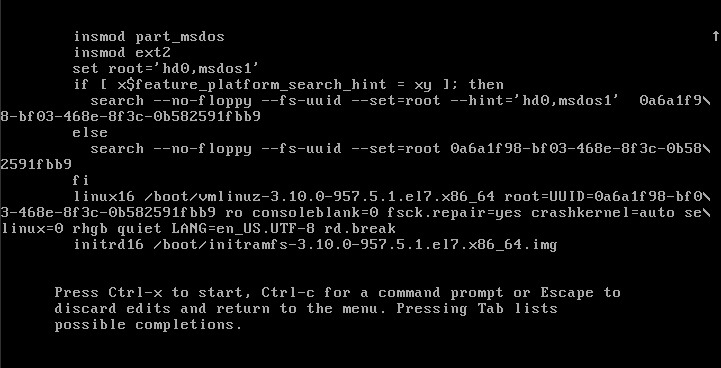 insmod part_msdos ↑
insmod ext2
set root='hd0,msdos1'
if [ x$feature_platform_search_hint = xy ]; then
search --no-floppy --fs-uuid --set=root --hint='hd0,msdos1'  0a6a1f9\
8-bf03-468e-8f3c-0b582591fbb9
else
search --no-floppy --fs-uuid --set=root 0a6a1f98-bf03-468e-8f3c-0b58\
2591fbb9
fi
linux16 /boot/vmlinuz-3.10.0-957.5.1.el7.x86_64 root=UUID=0a6a1f98-bf0\
3-468e-8f3c-0b582591fbb9 ro consoleblank=0 fsck.repair=yes crashkernel=auto se\
linux=0 rhgb quiet LANG=en_US.UTF-8 rd.break
initrd16 /boot/initramfs-3.10.0-957.5.1.el7.x86_64.img
Press Ctrl-x to start, Ctrl-c for a command prompt or Escape to
discard edits and return to the menu. Pressing Tab lists
possible completions.